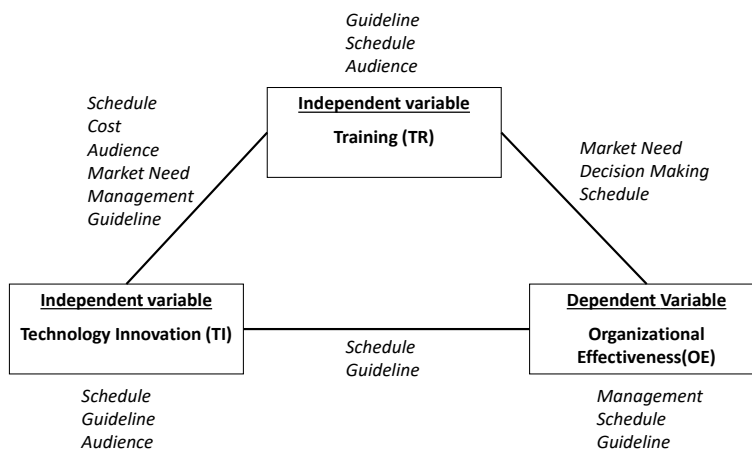 Guideline
Schedule
Audience
Independent variable
Training (TR)
Schedule
Cost
Audience
Market Need
Management
Guideline
Market Need
Decision Making
Schedule
Independent variable
Technology Innovation (TI)
Schedule
Guideline
Dependent Variable
Organizational
Effectiveness(OE)
Schedule
Guideline
Audience
Management
Schedule
Guideline